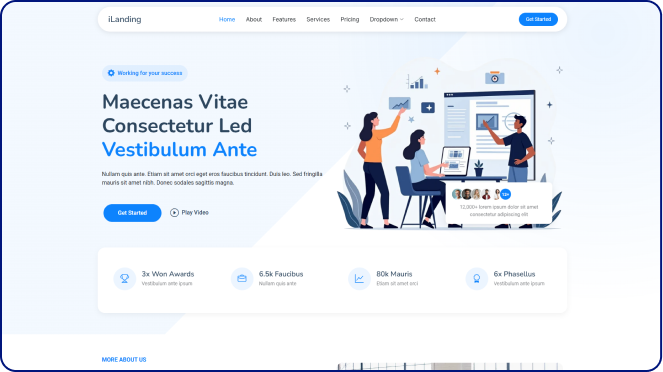 iLanding
Home About Features Services Pricing Dropdown Contact
Get Started
Working for your success
Maecenas Vitae
Consectetur Led
Vestibulum Ante
Nullam quis ante. Etiam sit amet orci eget eros faucibus tincidunt. Duis leo. Sed fringilla
mauris sit amet nibh. Donec sodales sagittis magna.
Get Started
Play Video
12+
12,000+ lorem ipsum dolor sit amet
consectetur adipiscing elit
3x Won Awards
Vestibulum ante ipsum
6.5k Faucibus
Nullam quis ante
80k Mauris
Etiam sit amet orci
6x Phasellus
Vestibulum ante ipsum
MORE ABOUT US